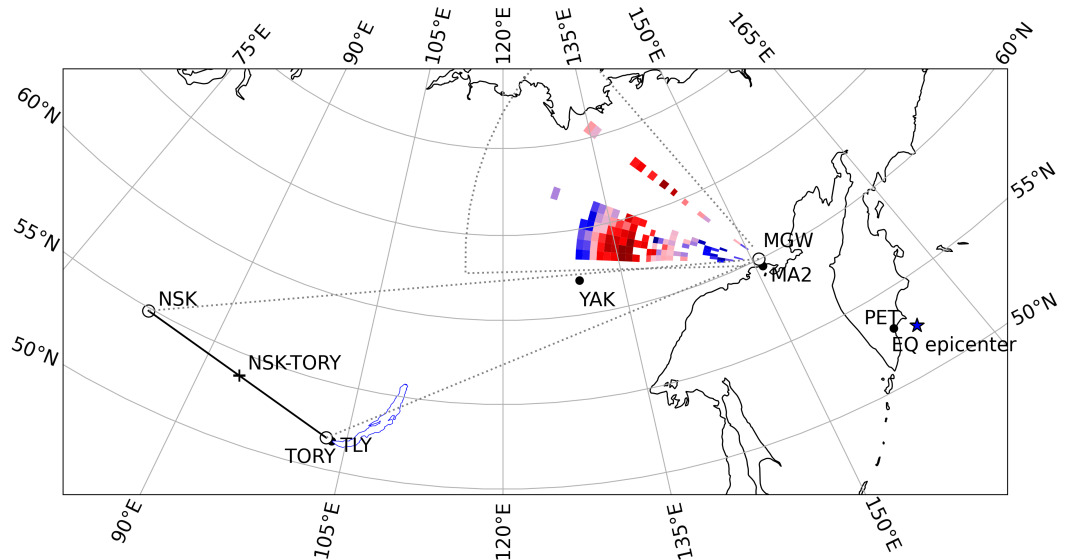 75°E 90°E 105°E 120°E 135°E 150°E 165°E 60°N
60°N
55°N
MGW
MA2
NSK
YAK
50°N
55°N
PET
EQ epicenter
50°N
NSK-TORY
TORY TLY
90°E 105°E 120°E 135°E 150°E